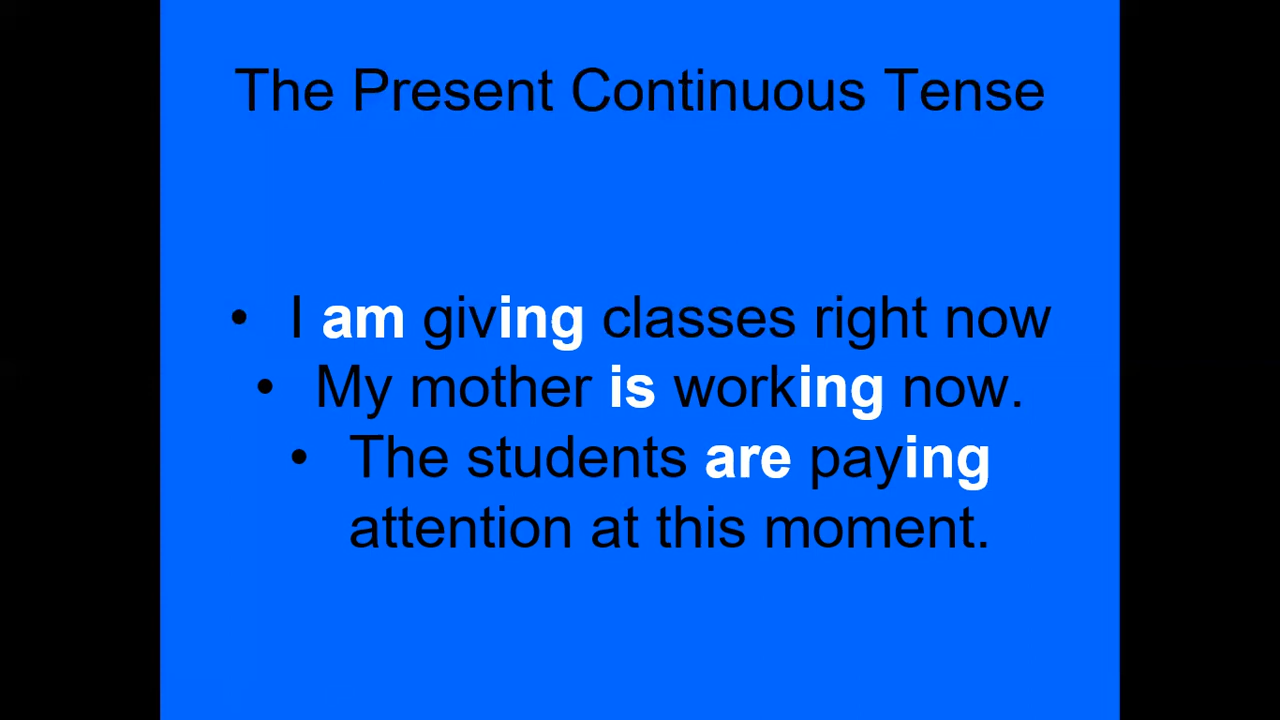 The Present Continuous Tense
• I am giving classes right now
• My mother is working now.
• The students are paying
attention at this moment.